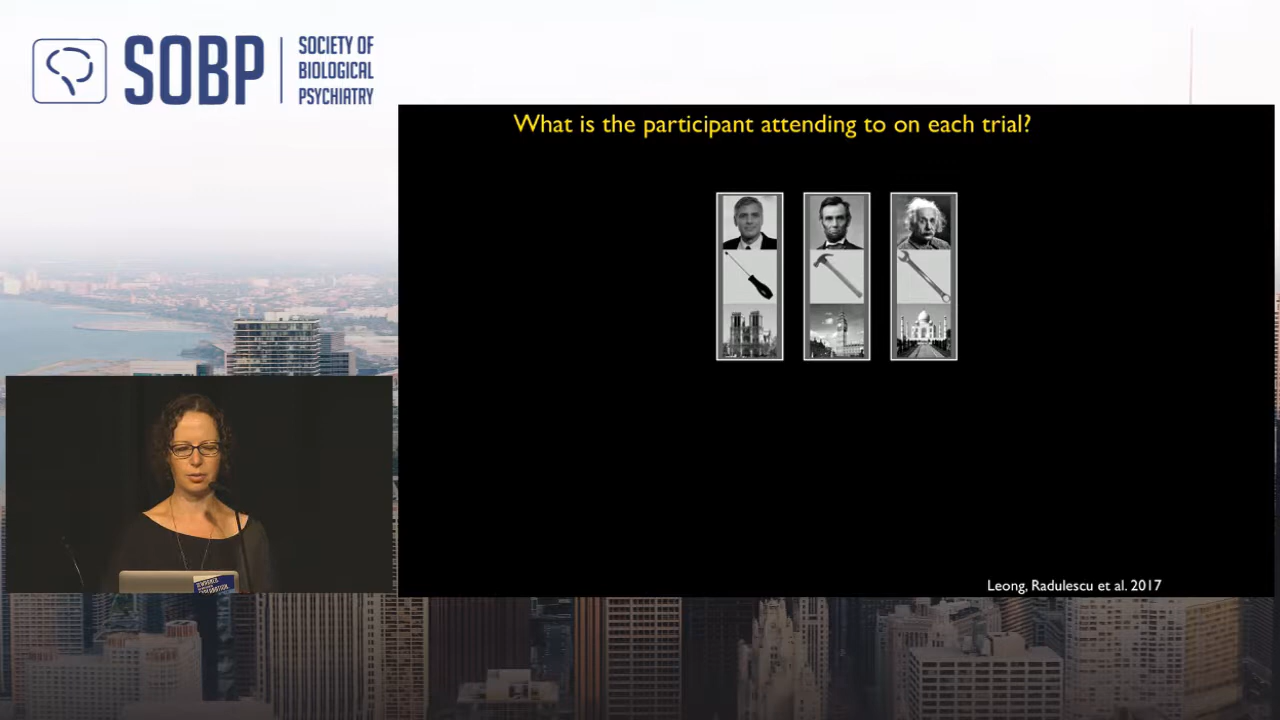 SOBP
SOCIETY OF
BIOLOGICAL
PSYCHIATRY
What is the participant attending to on each trial?
Leong, Radulescu et al. 2017